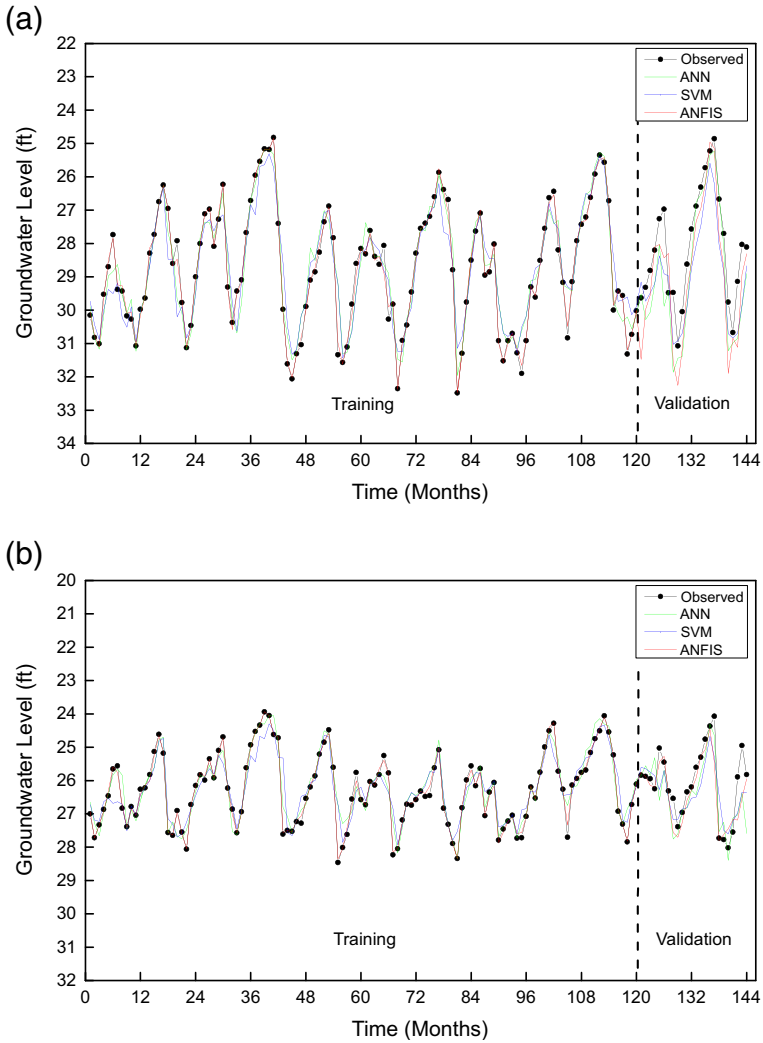 (a)
Groundwater Level (ft)
22
23
24
25
26
27
28
29
30
31
32
33
34
Observed
ANN
SVM
ANFIS
Training
Validation
0 12 24 36 48 60 72 84 96 108 120 132 144
Time (Months)
(b)
Groundwater Level (ft)
20
21
22
23
24
25
26
27
28
29
30
31
32
Observed
ANN
SVM
ANFIS
Training
Validation
0 12 24 36 48 60 72 84 96 108 120 132 144
Time (Months)